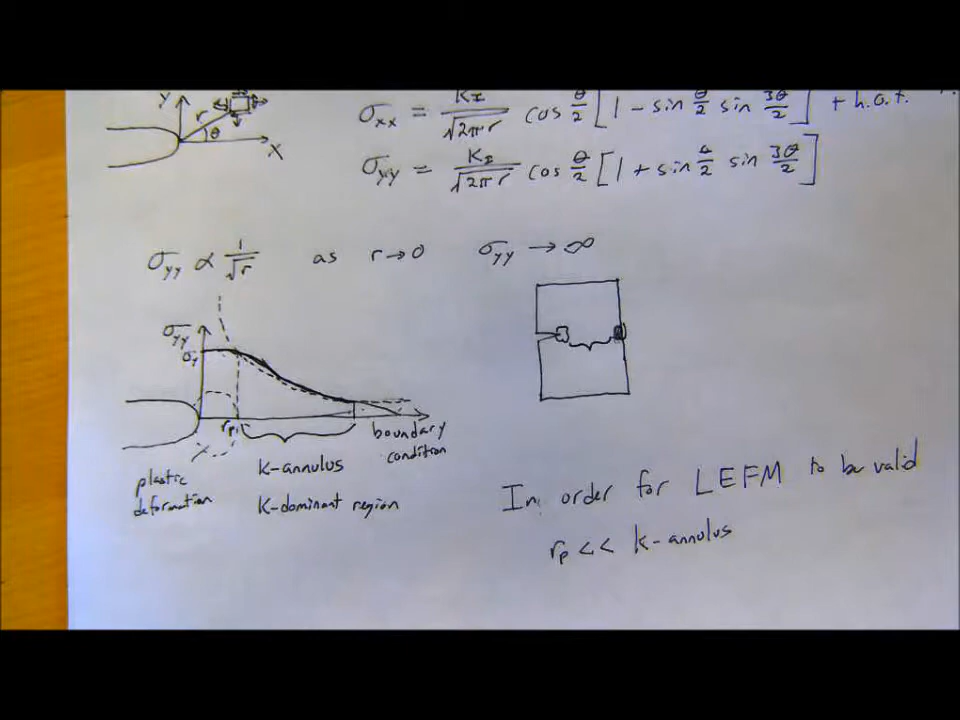 Y
r
θ
X
σxx = KI/√2πr cos θ/2 [1 - sin θ/2 sin 3θ/2] + h.o.t.
σyy = KI/√2πr cos θ/2 [1 + sin θ/2 sin 3θ/2]
σyy ∝ 1/√r as r→0 σyy → ∞
σyy
σy
rp
boundary
condition
k-annulus
K-dominant region
plastic
deformation
In order for LEFM to be valid
rp << k-annulus